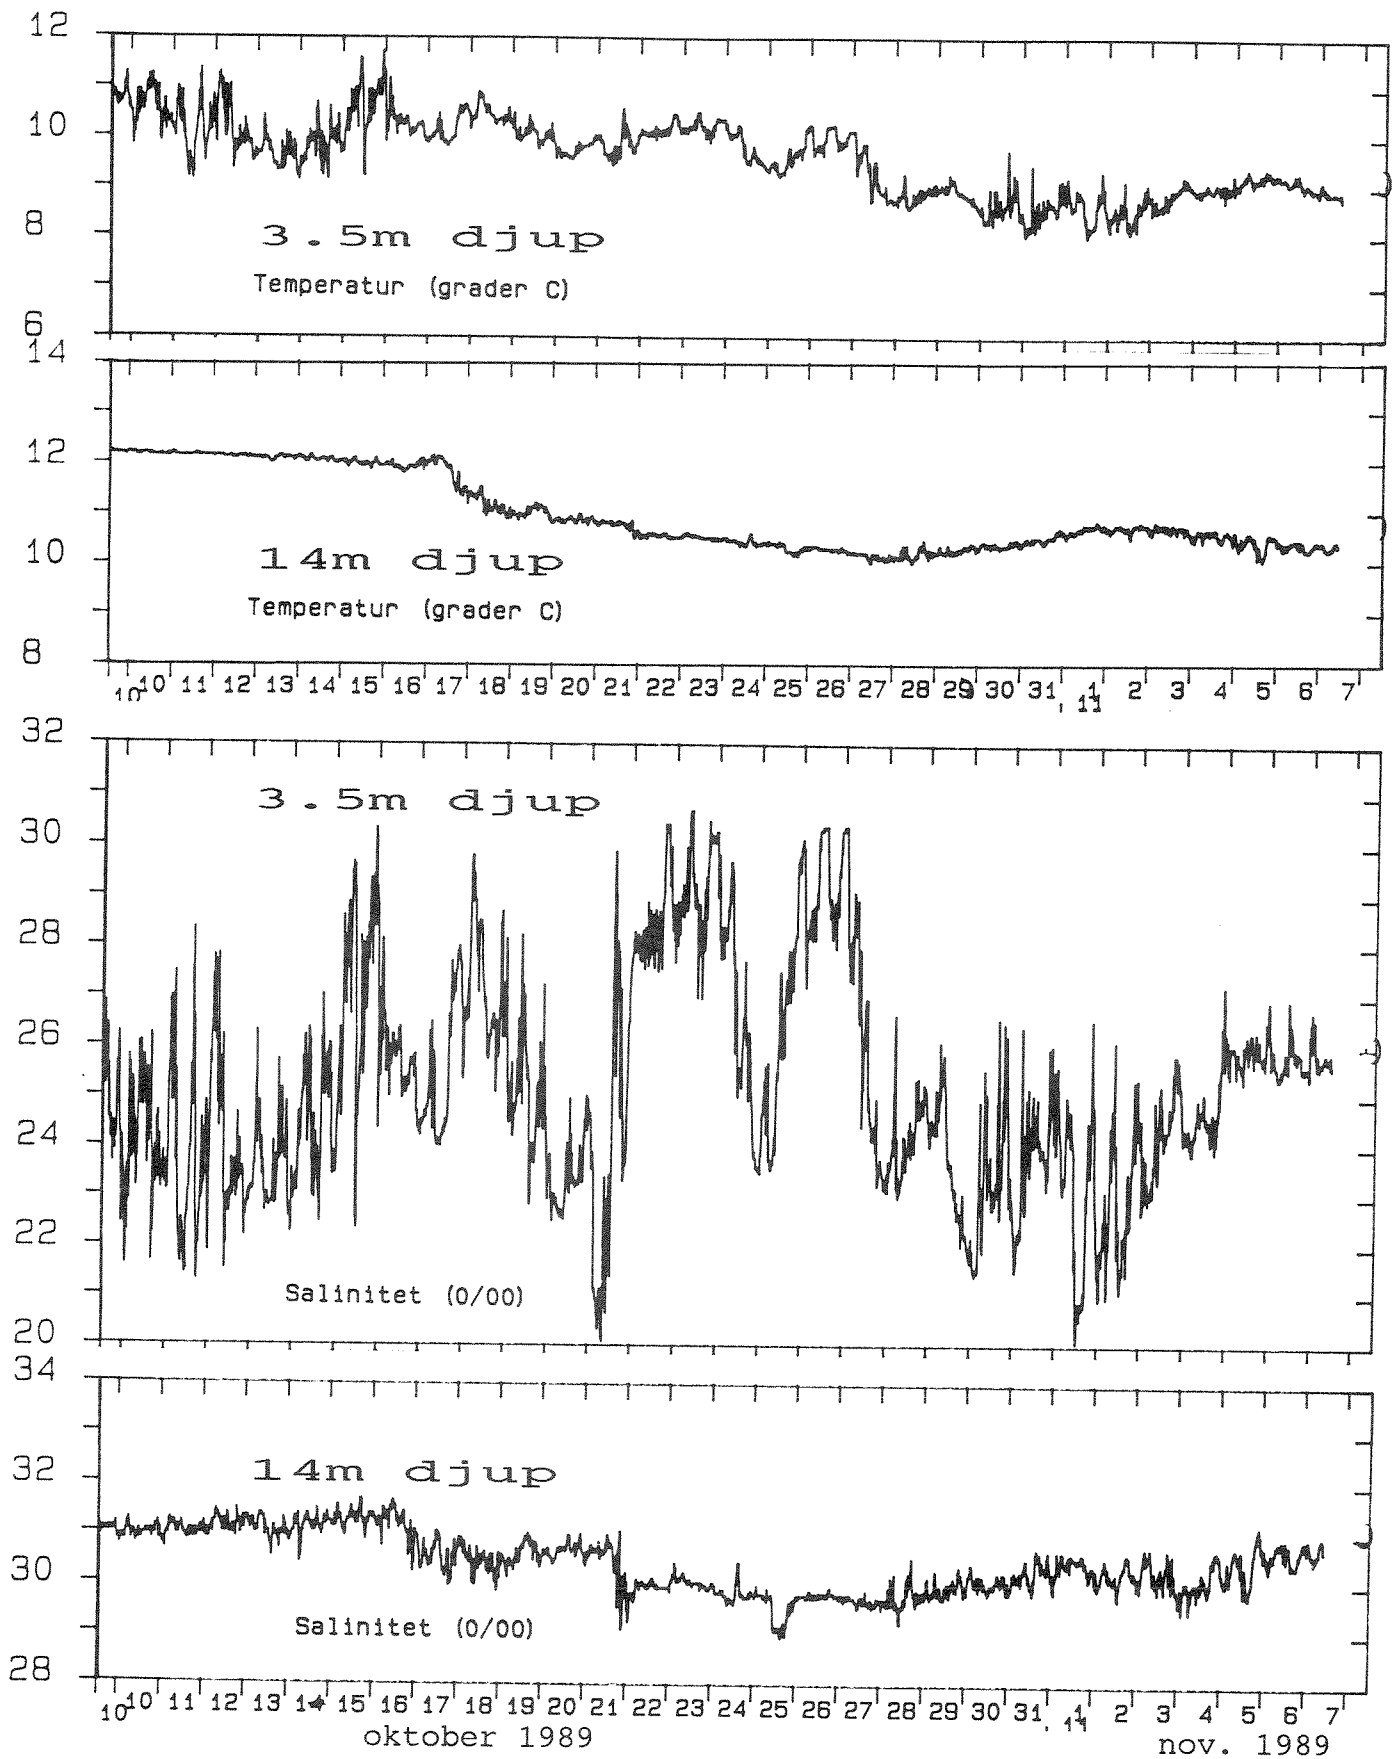 12
10
8
6
3.5m djup
Temperatur (grader C)
14
12
10
8
14m djup
Temperatur (grader C)
10 10 11 12 13 14 15 16 17 18 19 20 21 22 23 24 25 26 27 28 29 30 31 1 11 2 3 4 5 6 7
32
30
28
26
24
22
20
3.5m djup
Salinitet (0/00)
34
32
30
28
14m djup
Salinitet (0/00)
10 10 11 12 13 14 15 16 17 18 19 20 21 22 23 24 25 26 27 28 29 30 31 1 11 2 3 4 5 6 7
oktober 1989
nov. 1989